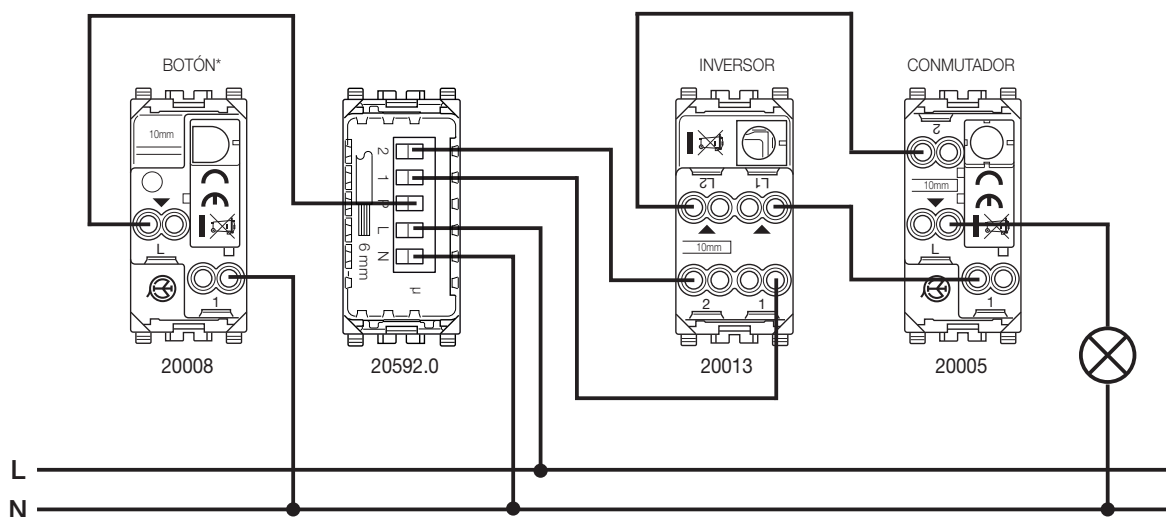 BOTÓN*
INVERSOR
CONMUTADOR
10mm
L
1
20008
2
1
P
L
N
6 mm
µ
20592.0
L2
L1
10mm
2
1
20013
2
10mm
L
1
20005
L
N